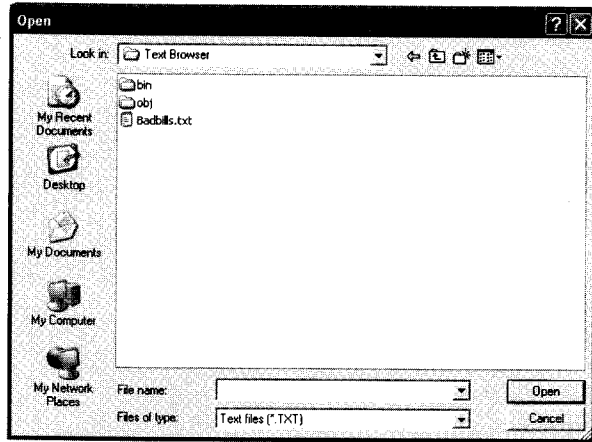 Open
Look in:
Text Browser
bin
obj
Badbills.txt
My Recent
Documents
Desktop
My Documents
My Computer
My Network
Places
File name:
Open
Files of type:
Text files (*.TXT)
Cancel